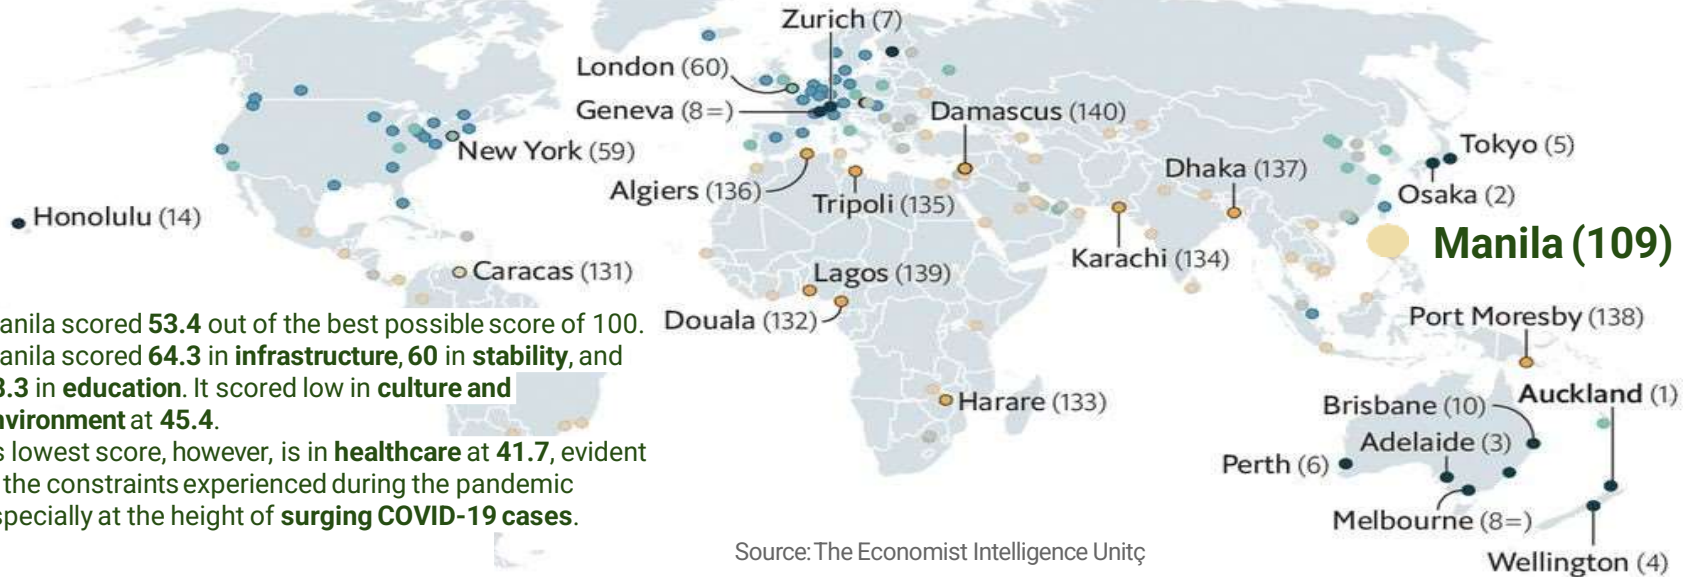 Zurich (7)
London (60)
Geneva (8=)
Damascus (140)
New York (59)
Tokyo (5)
Dhaka (137)
Algiers (136)
Tripoli (135)
Osaka (2)
Honolulu (14)
Manila (109)
Karachi (134)
Caracas (131)
Lagos (139)
Douala (132)
Port Moresby (138)
anila scored 53.4 out of the best possible score of 100.
anila scored 64.3 in infrastructure, 60 in stability, and
3.3 in education. It scored low in culture and
nvironment at 45.4.
s lowest score, however, is in healthcare at 41.7, evident
the constraints experienced during the pandemic
specially at the height of surging COVID-19 cases.
Harare (133)
Auckland (1)
Brisbane (10)
Adelaide (3)
Perth (6)
Melbourne (8=)
Wellington (4)
Source: The Economist Intelligence Unitç